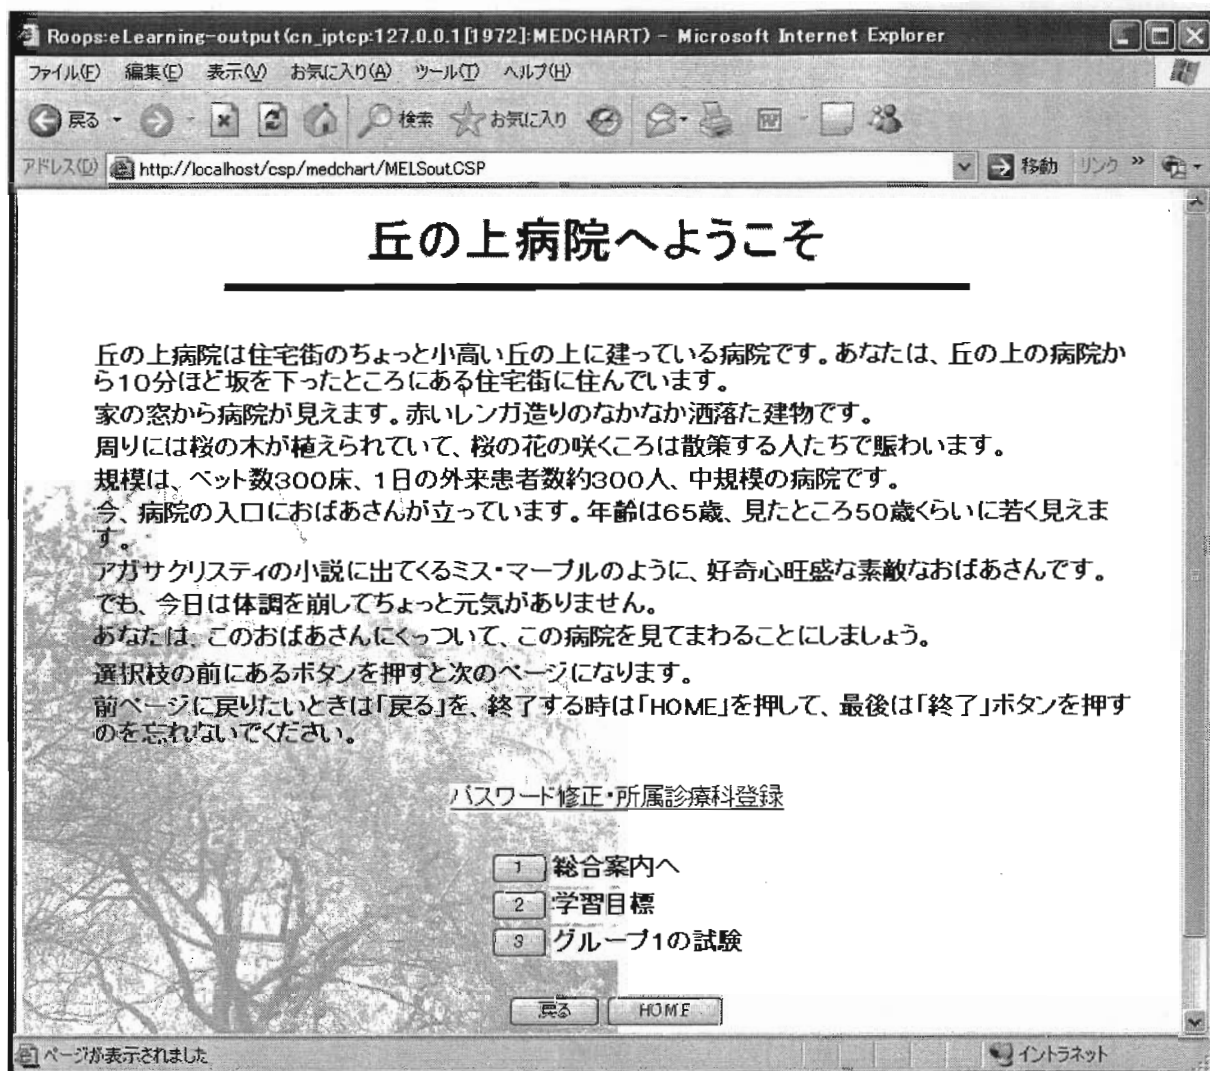 Roops:eLearning-output(cn_iptcp:127.0.0.1[1972]:MEDCHART) - Microsoft Internet Explorer
ファイル(F) 編集(E) 表示(V) お気に入り(A) ツール(T) ヘルプ(H)
戻る 検索 お気に入り
アドレス(D) http://localhost/csp/medchart/MELSout.CSP 移動 リンク »
丘の上病院へようこそ
丘の上病院は住宅街のちょっと小高い丘の上に建っている病院です。あなたは、丘の上の病院か
ら10分ほど坂を下ったところにある住宅街に住んでいます。
家の窓から病院が見えます。赤いレンガ造りのなかなか洒落た建物です。
周りには桜の木が植えられていて、桜の花の咲くころは散策する人たちで賑わいます。
規模は、ベット数300床、1日の外来患者数約300人、中規模の病院です。
今、病院の入口におばあさんが立っています。年齢は65歳、見たところ50歳くらいに若く見えま
す。
アガサクリスティの小説に出てくるミス・マープルのように、好奇心旺盛な素敵なおばあさんです。
でも、今日は体調を崩してちょっと元気がありません。
あなたは、このおばあさんにくっついて、この病院を見てまわることにしましょう。
選択枝の前にあるボタンを押すと次のページになります。
前ページに戻りたいときは「戻る」を、終了する時は「HOME」を押して、最後は「終了」ボタンを押す
のを忘れないでください。
パスワード修正・所属診療科登録
1 総合案内へ
2 学習目標
3 グループ1の試験
戻る HOME
ページが表示されました イントラネット